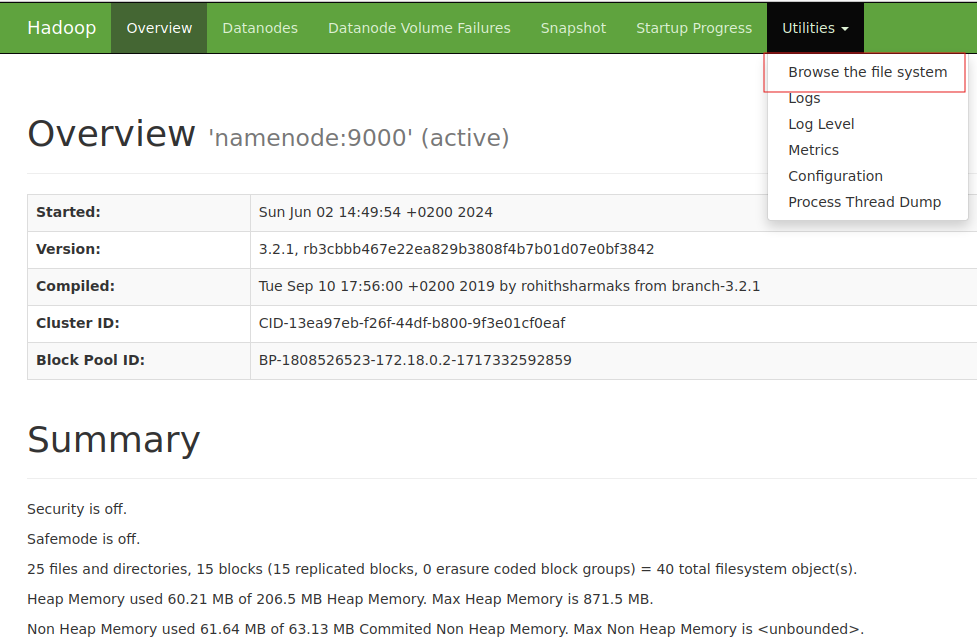 Hadoop Overview Datanodes Datanode Volume Failures Snapshot Startup Progress Utilities
Browse the file system
Logs
Log Level
Metrics
Configuration
Process Thread Dump
Overview 'namenode:9000' (active)
Started: Sun Jun 02 14:49:54 +0200 2024
Version: 3.2.1, rb3cbbb467e22ea829b3808f4b7b01d07e0bf3842
Compiled: Tue Sep 10 17:56:00 +0200 2019 by rohithsharmaks from branch-3.2.1
Cluster ID: CID-13ea97eb-f26f-44df-b800-9f3e01cf0eaf
Block Pool ID: BP-1808526523-172.18.0.2-1717332592859
Summary
Security is off.
Safemode is off.
25 files and directories, 15 blocks (15 replicated blocks, 0 erasure coded block groups) = 40 total filesystem object(s).
Heap Memory used 60.21 MB of 206.5 MB Heap Memory. Max Heap Memory is 871.5 MB.
Non Heap Memory used 61.64 MB of 63.13 MB Commited Non Heap Memory. Max Non Heap Memory is <unbounded>.